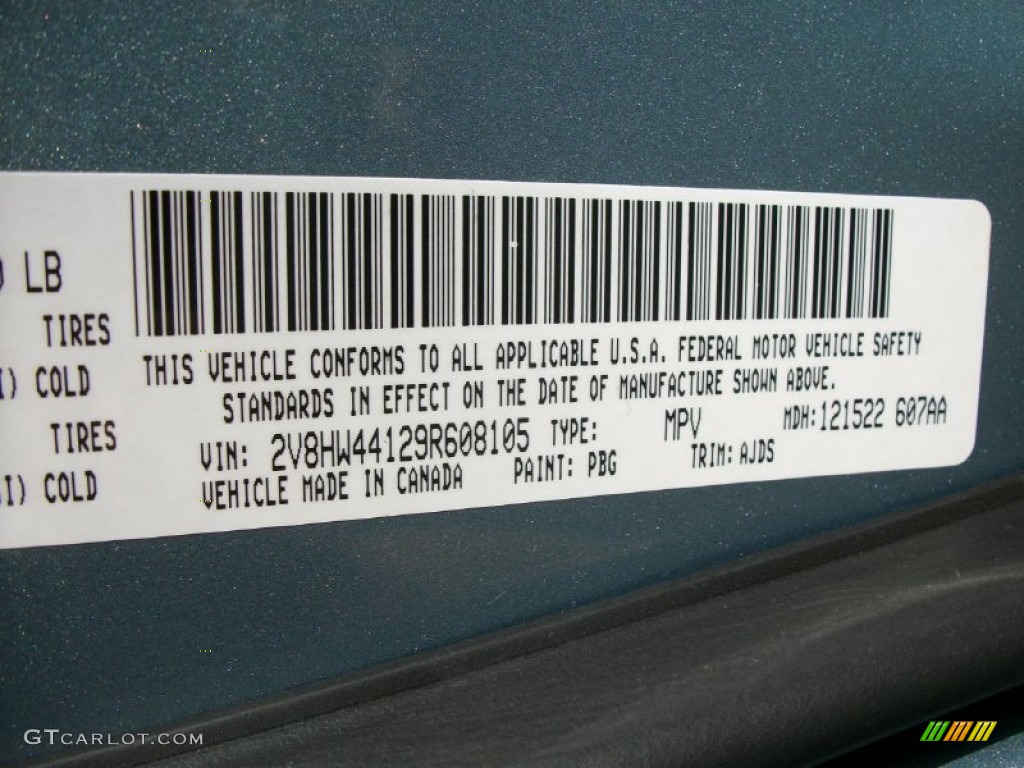 LB
TIRES
COLD
TIRES
COLD
THIS VEHICLE CONFORMS TO ALL APPLICABLE U.S.A. FEDERAL MOTOR VEHICLE SAFETY
STANDARDS IN EFFECT ON THE DATE OF MANUFACTURE SHOWN ABOVE.
VIN: 2V8HW44129R608105 TYPE: MPV MDH: 121522 607AA
VEHICLE MADE IN CANADA PAINT: PBG TRIM: AJDS
GTCARLOT.COM